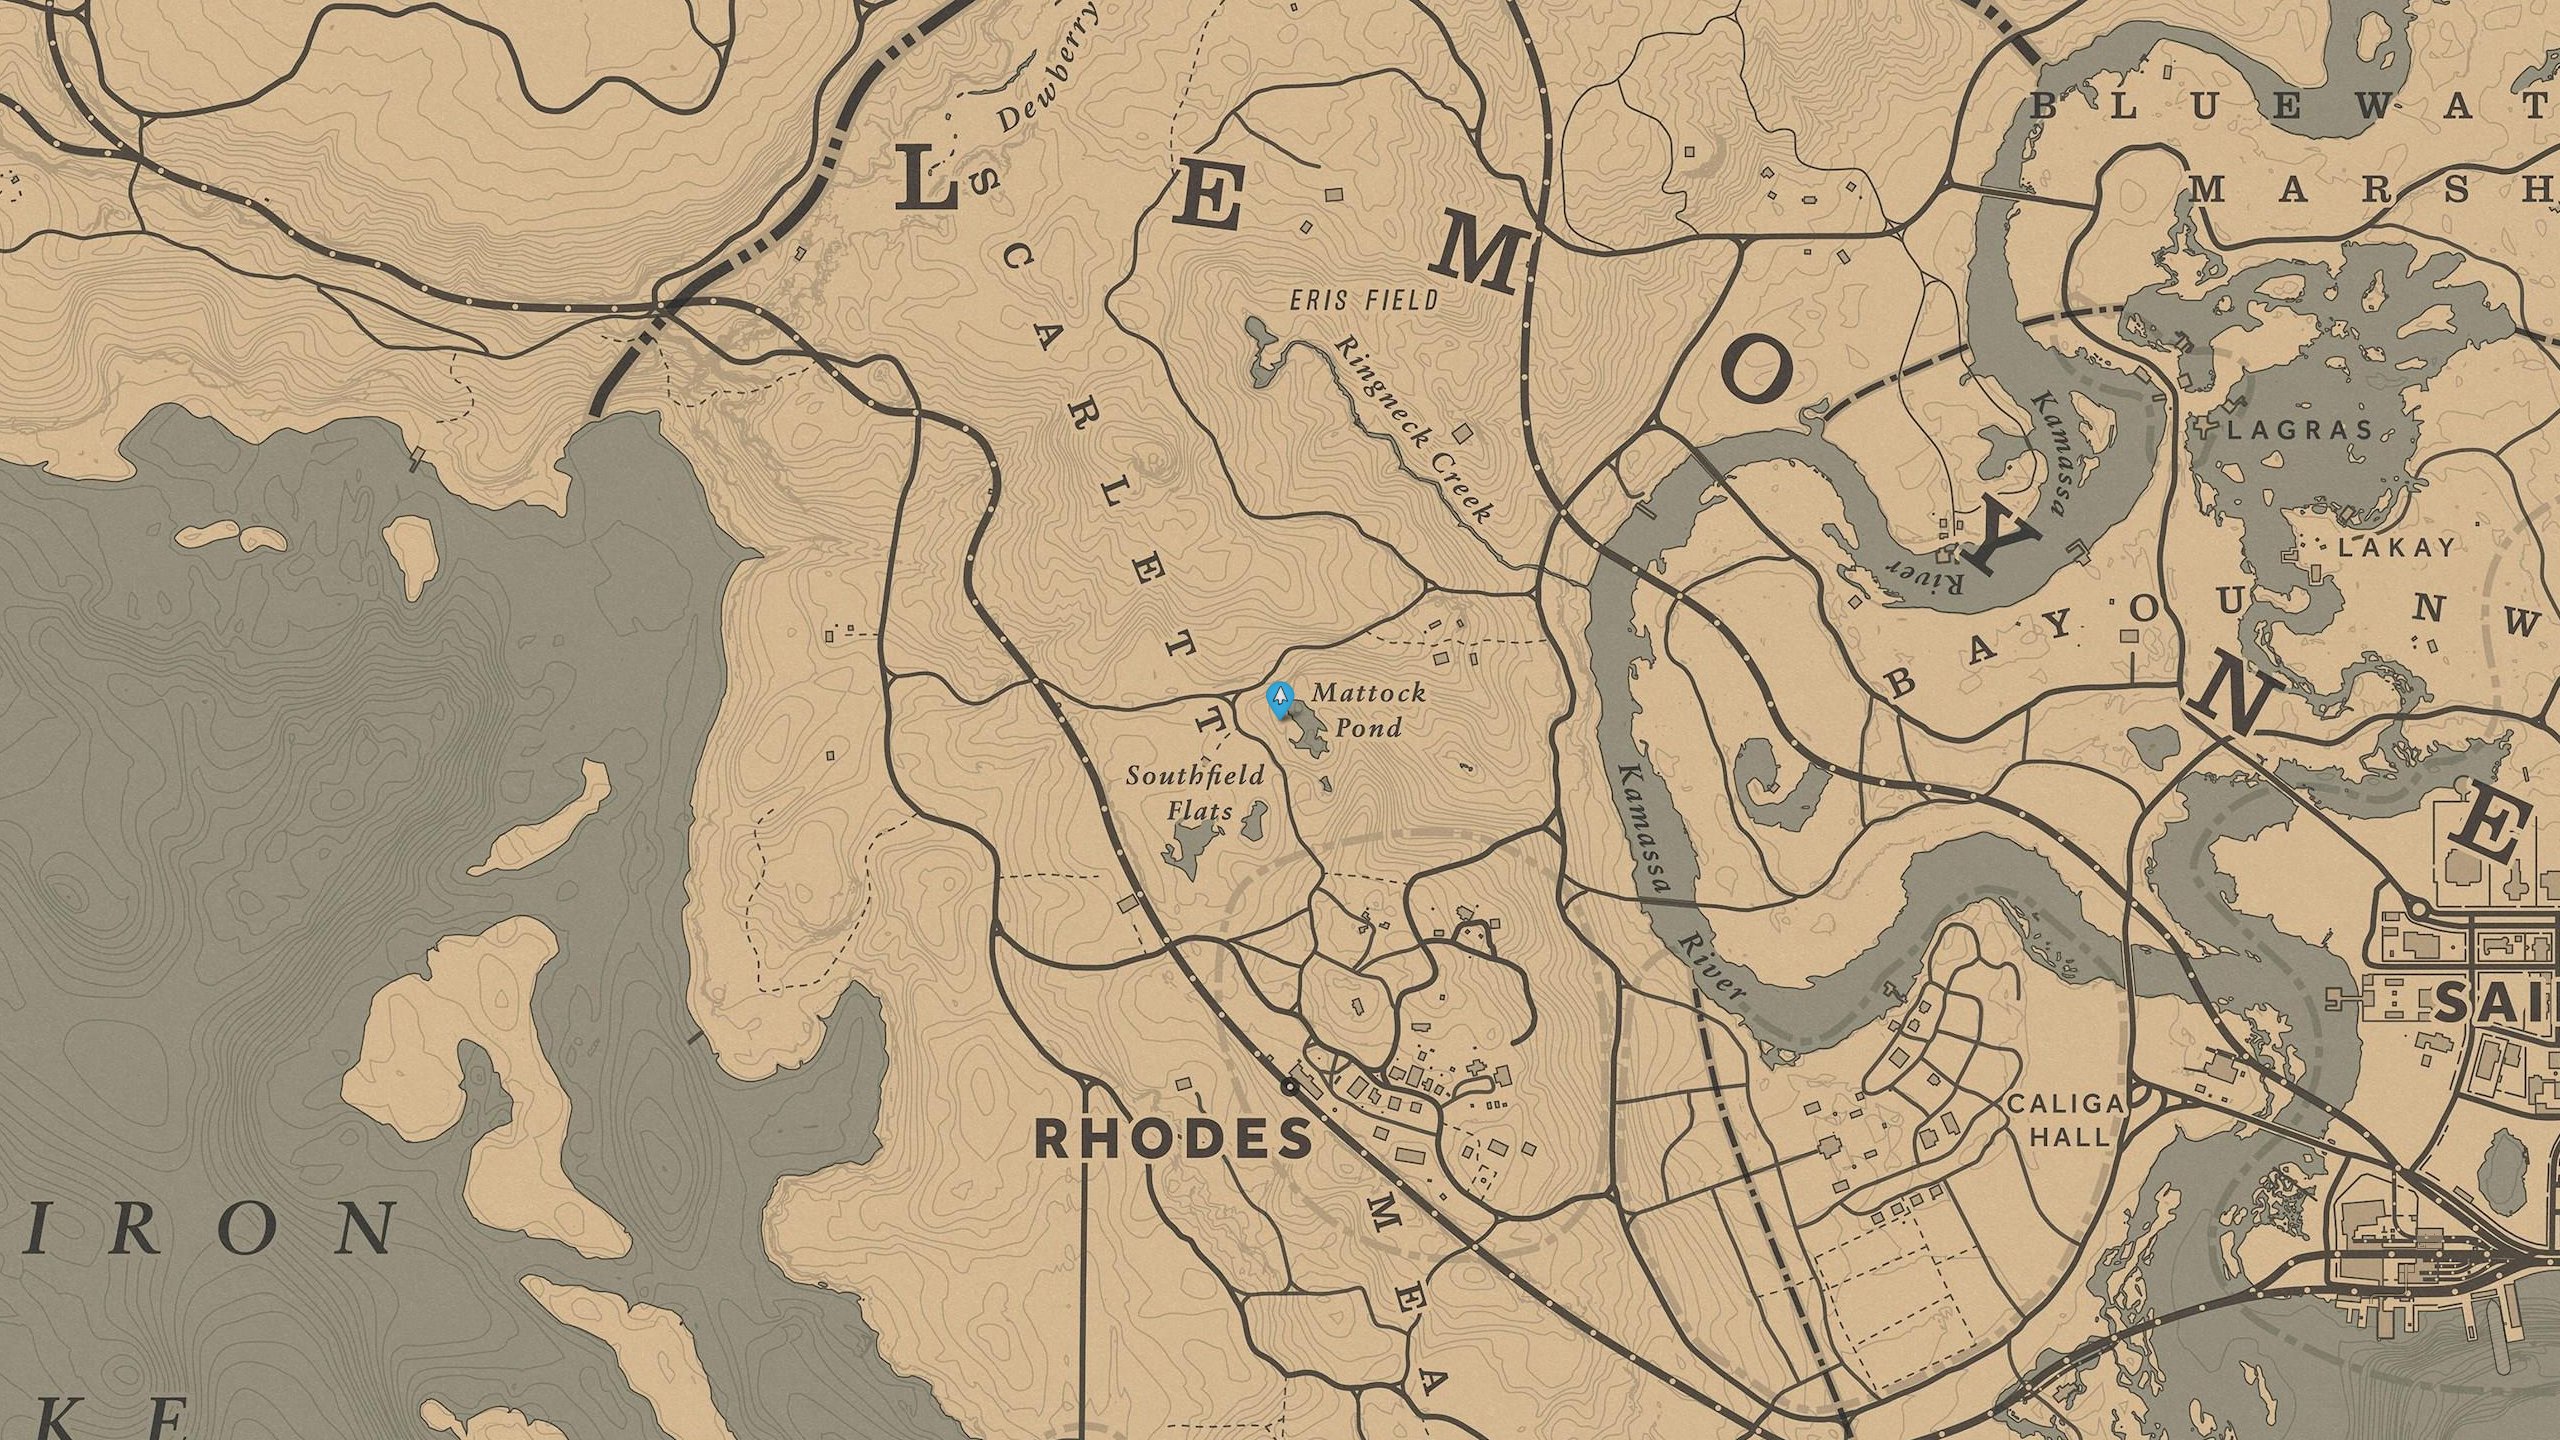 Dewberry
L E M O Y N E
SCARLETT MEA
BLUEWAT
MARSH
ERIS FIELD
Ringneck Creek
Kamassa
River
LAGRAS
LAKAY
BAYOU NW
Mattock
Pond
Southfield
Flats
Kamassa
River
SAI
RHODES
CALIGA
HALL
IRON
KE